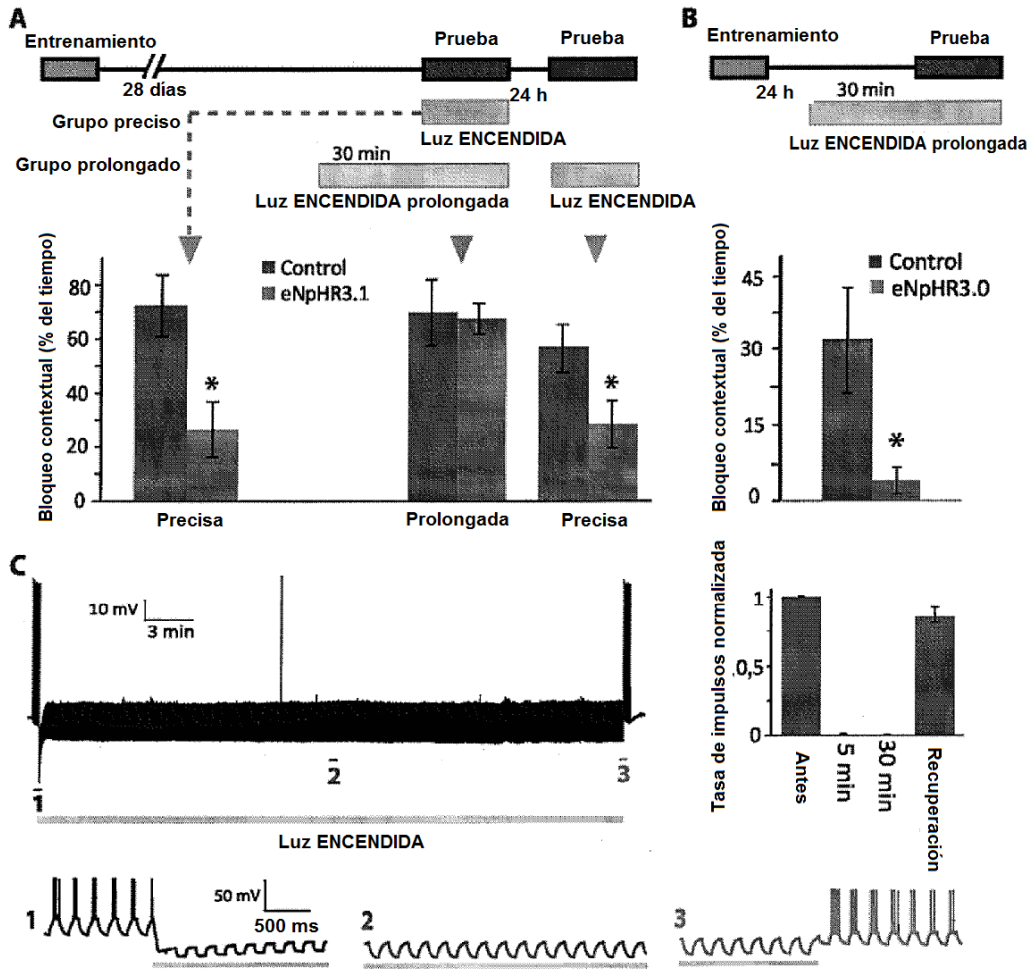 A
Entrenamiento
Prueba
Prueba
28 días
24 h
Grupo preciso
Luz ENCENDIDA
Grupo prolongado
30 min
Luz ENCENDIDA prolongada
Luz ENCENDIDA
Bloqueo contextual (% del tiempo)
80
60
40
20
0
Control
eNpHR3.1
*
*
Precisa
Prolongada
Precisa
B
Entrenamiento
Prueba
24 h
30 min
Luz ENCENDIDA prolongada
Bloqueo contextual (% del tiempo)
45
30
15
0
Control
eNpHR3.0
*
C
10 mV
3 min
1
2
3
Luz ENCENDIDA
Tasa de impulsos normalizada
1
0,5
0
Antes
5 min
30 min
Recuperación
1
50 mV
500 ms
2
3